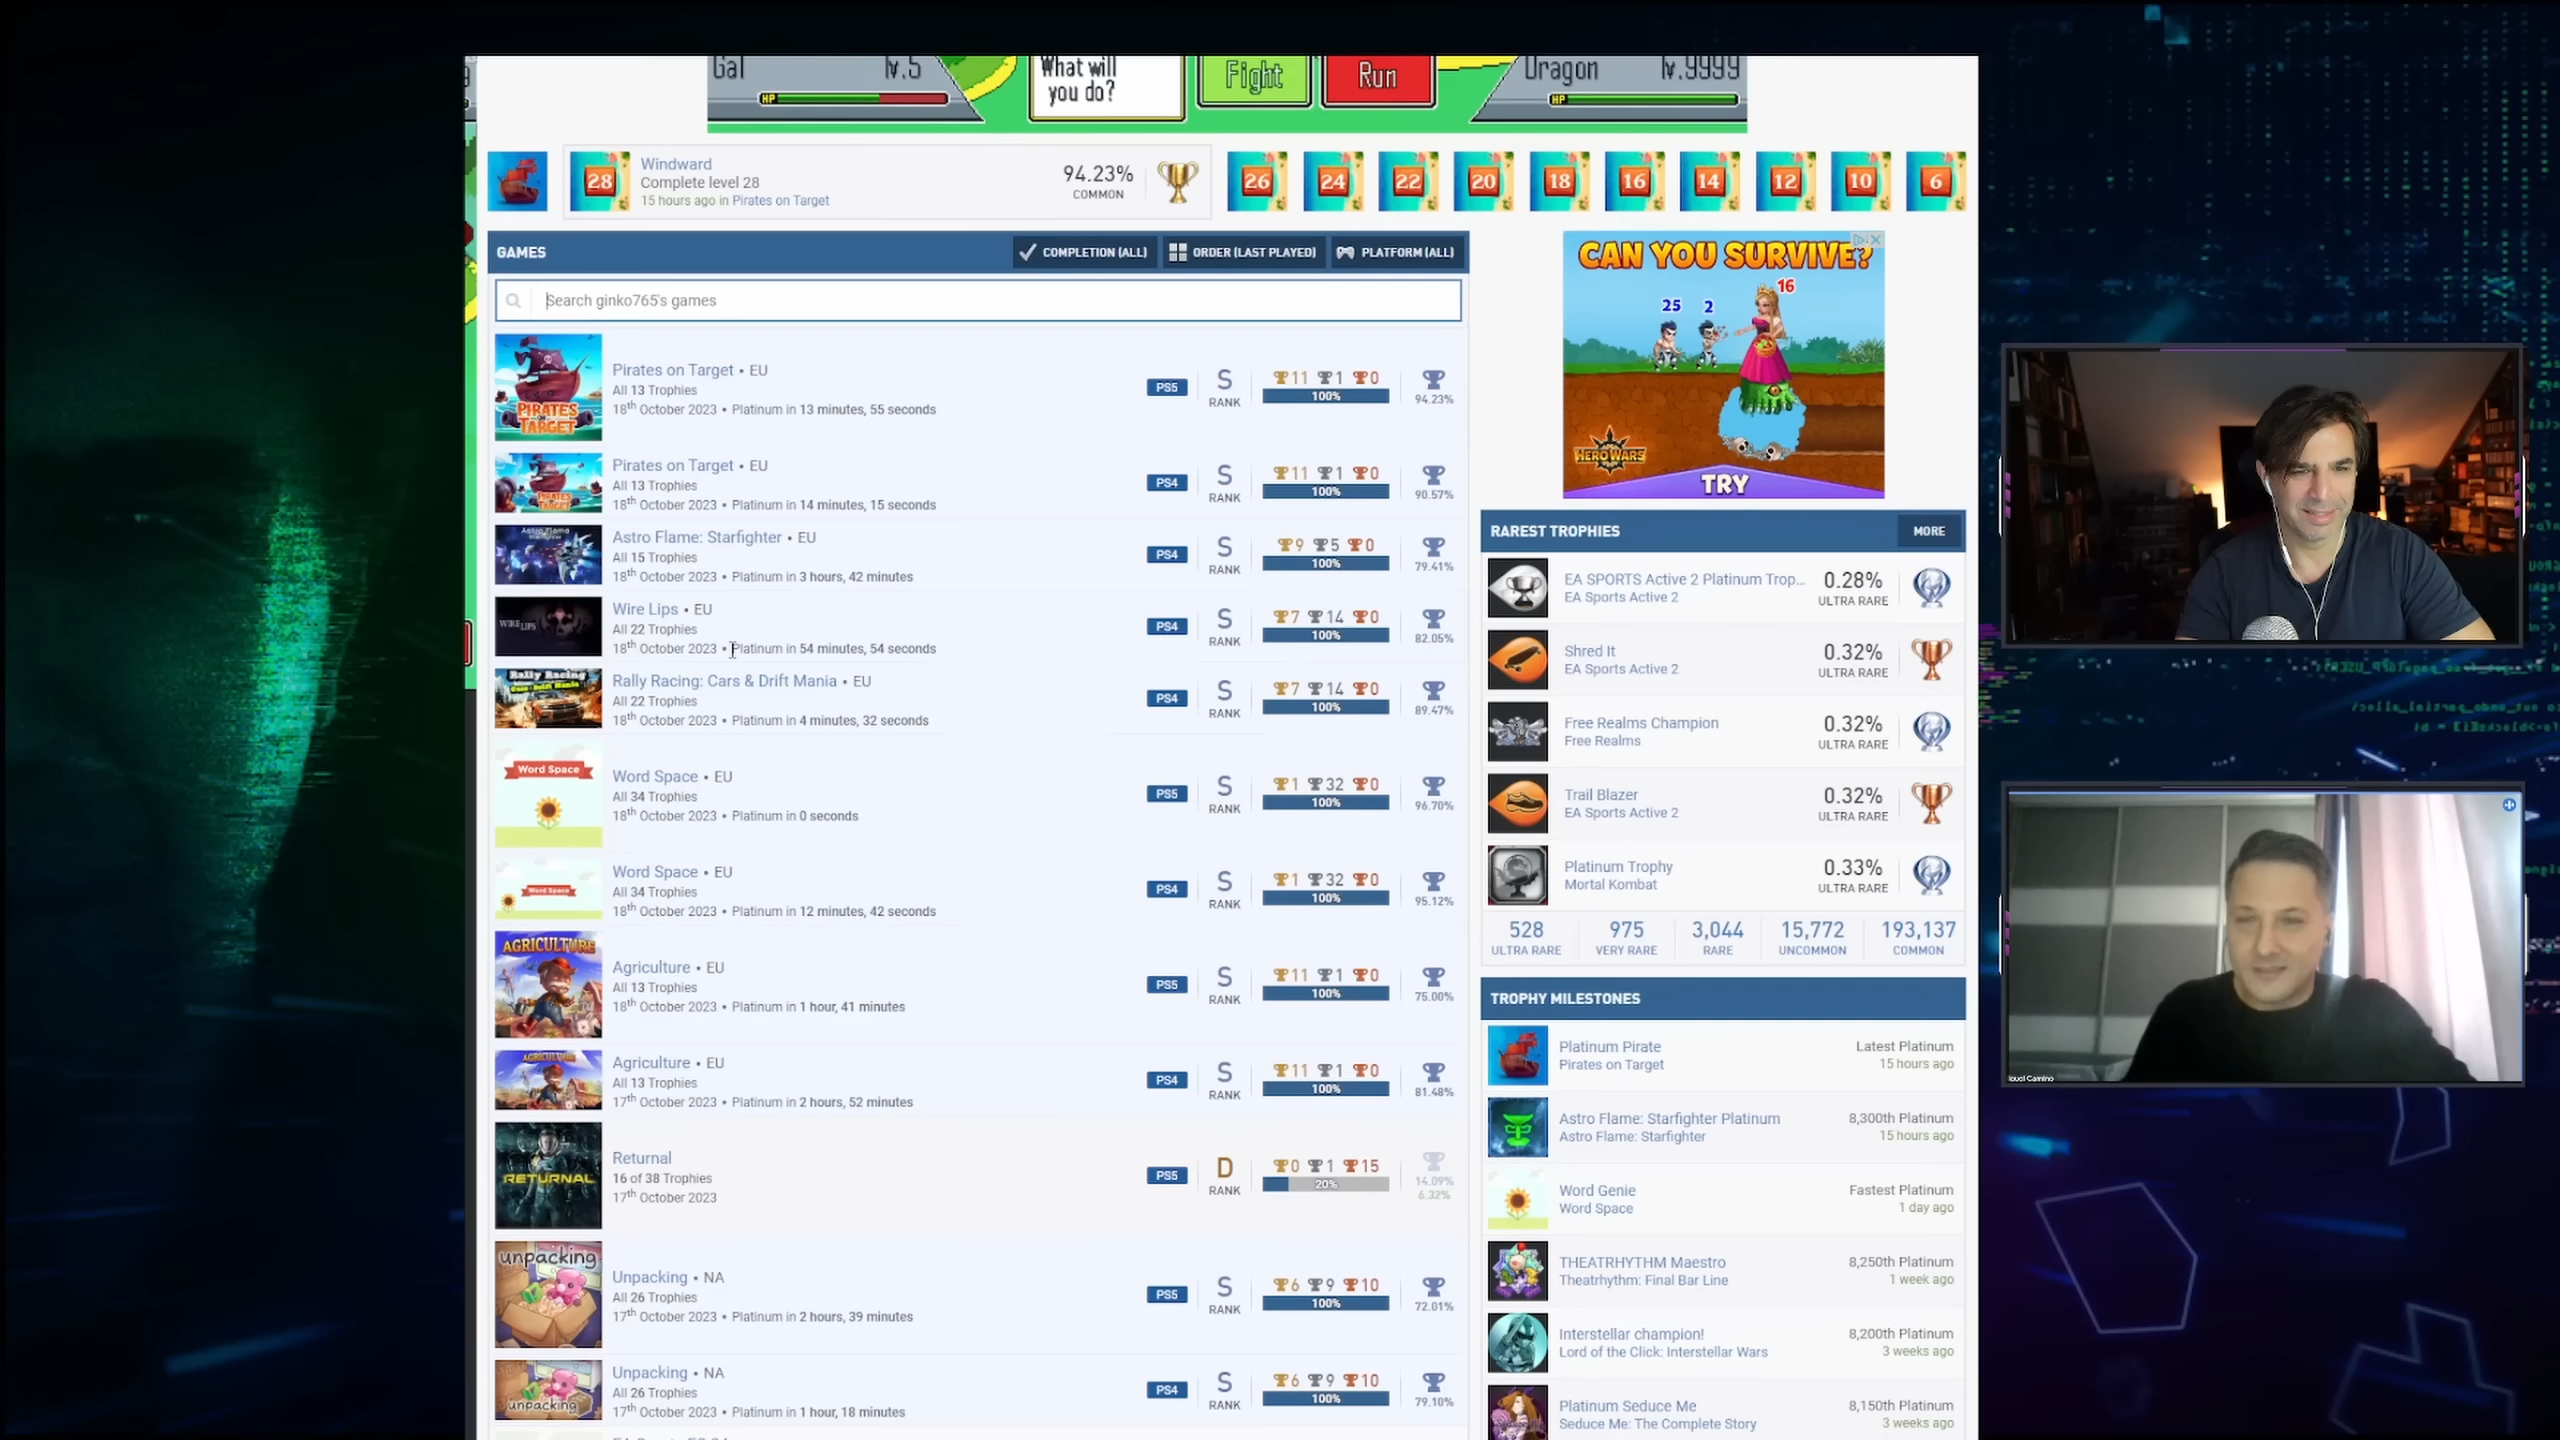 Gal lv.5
What will
you do?
Fight
Run
Dragon lv.9999
HP
HP
28
Windward
Complete level 28
15 hours ago in Pirates on Target
94.23%
COMMON
26 24 22 20 18 16 14 12 10 6
GAMES
COMPLETION (ALL) ORDER (LAST PLAYED) PLATFORM (ALL)
Search ginko765's games
Pirates on Target • EU
All 13 Trophies
18th October 2023 • Platinum in 13 minutes, 55 seconds
PS5 S RANK 11 1 0 100% 94.23%
PIRATES ON TARGET
Pirates on Target • EU
All 13 Trophies
18th October 2023 • Platinum in 14 minutes, 15 seconds
PS4 S RANK 11 1 0 100% 90.57%
Astro Flame: Starfighter • EU
All 15 Trophies
18th October 2023 • Platinum in 3 hours, 42 minutes
PS4 S RANK 9 5 0 100% 79.41%
WIRE LIPS
Wire Lips • EU
All 22 Trophies
18th October 2023 • Platinum in 54 minutes, 54 seconds
PS4 S RANK 7 14 0 100% 82.05%
Rally Racing
Rally Racing: Cars & Drift Mania • EU
All 22 Trophies
18th October 2023 • Platinum in 4 minutes, 32 seconds
PS4 S RANK 7 14 0 100% 89.47%
Word Space
Word Space • EU
All 34 Trophies
18th October 2023 • Platinum in 0 seconds
PS5 S RANK 1 32 0 100% 96.70%
Word Space
Word Space • EU
All 34 Trophies
18th October 2023 • Platinum in 12 minutes, 42 seconds
PS4 S RANK 1 32 0 100% 95.12%
AGRICULTURE
Agriculture • EU
All 13 Trophies
18th October 2023 • Platinum in 1 hour, 41 minutes
PS5 S RANK 11 1 0 100% 75.00%
AGRICULTURE
Agriculture • EU
All 13 Trophies
17th October 2023 • Platinum in 2 hours, 52 minutes
PS4 S RANK 11 1 0 100% 81.48%
RETURNAL
Returnal
16 of 38 Trophies
17th October 2023
PS5 D RANK 0 1 15 20% 14.09% 6.32%
unpacking
Unpacking • NA
All 26 Trophies
17th October 2023 • Platinum in 2 hours, 39 minutes
PS5 S RANK 6 9 10 100% 72.01%
unpacking
Unpacking • NA
All 26 Trophies
17th October 2023 • Platinum in 1 hour, 18 minutes
PS4 S RANK 6 9 10 100% 79.10%
CAN YOU SURVIVE?
25 2 16
HERO WARS
TRY
RAREST TROPHIES MORE
EA SPORTS Active 2 Platinum Trop...
EA Sports Active 2
0.28%
ULTRA RARE
Shred It
EA Sports Active 2
0.32%
ULTRA RARE
Free Realms Champion
Free Realms
0.32%
ULTRA RARE
Trail Blazer
EA Sports Active 2
0.32%
ULTRA RARE
Platinum Trophy
Mortal Kombat
0.33%
ULTRA RARE
528 975 3,044 15,772 193,137
ULTRA RARE VERY RARE RARE UNCOMMON COMMON
TROPHY MILESTONES
Platinum Pirate Latest Platinum
Pirates on Target 15 hours ago
Astro Flame: Starfighter Platinum 8,300th Platinum
Astro Flame: Starfighter 15 hours ago
Word Genie Fastest Platinum
Word Space 1 day ago
THEATRHYTHM Maestro 8,250th Platinum
Theatrhythm: Final Bar Line 1 week ago
Interstellar champion! 8,200th Platinum
Lord of the Click: Interstellar Wars 3 weeks ago
Platinum Seduce Me 8,150th Platinum
Seduce Me: The Complete Story 3 weeks ago